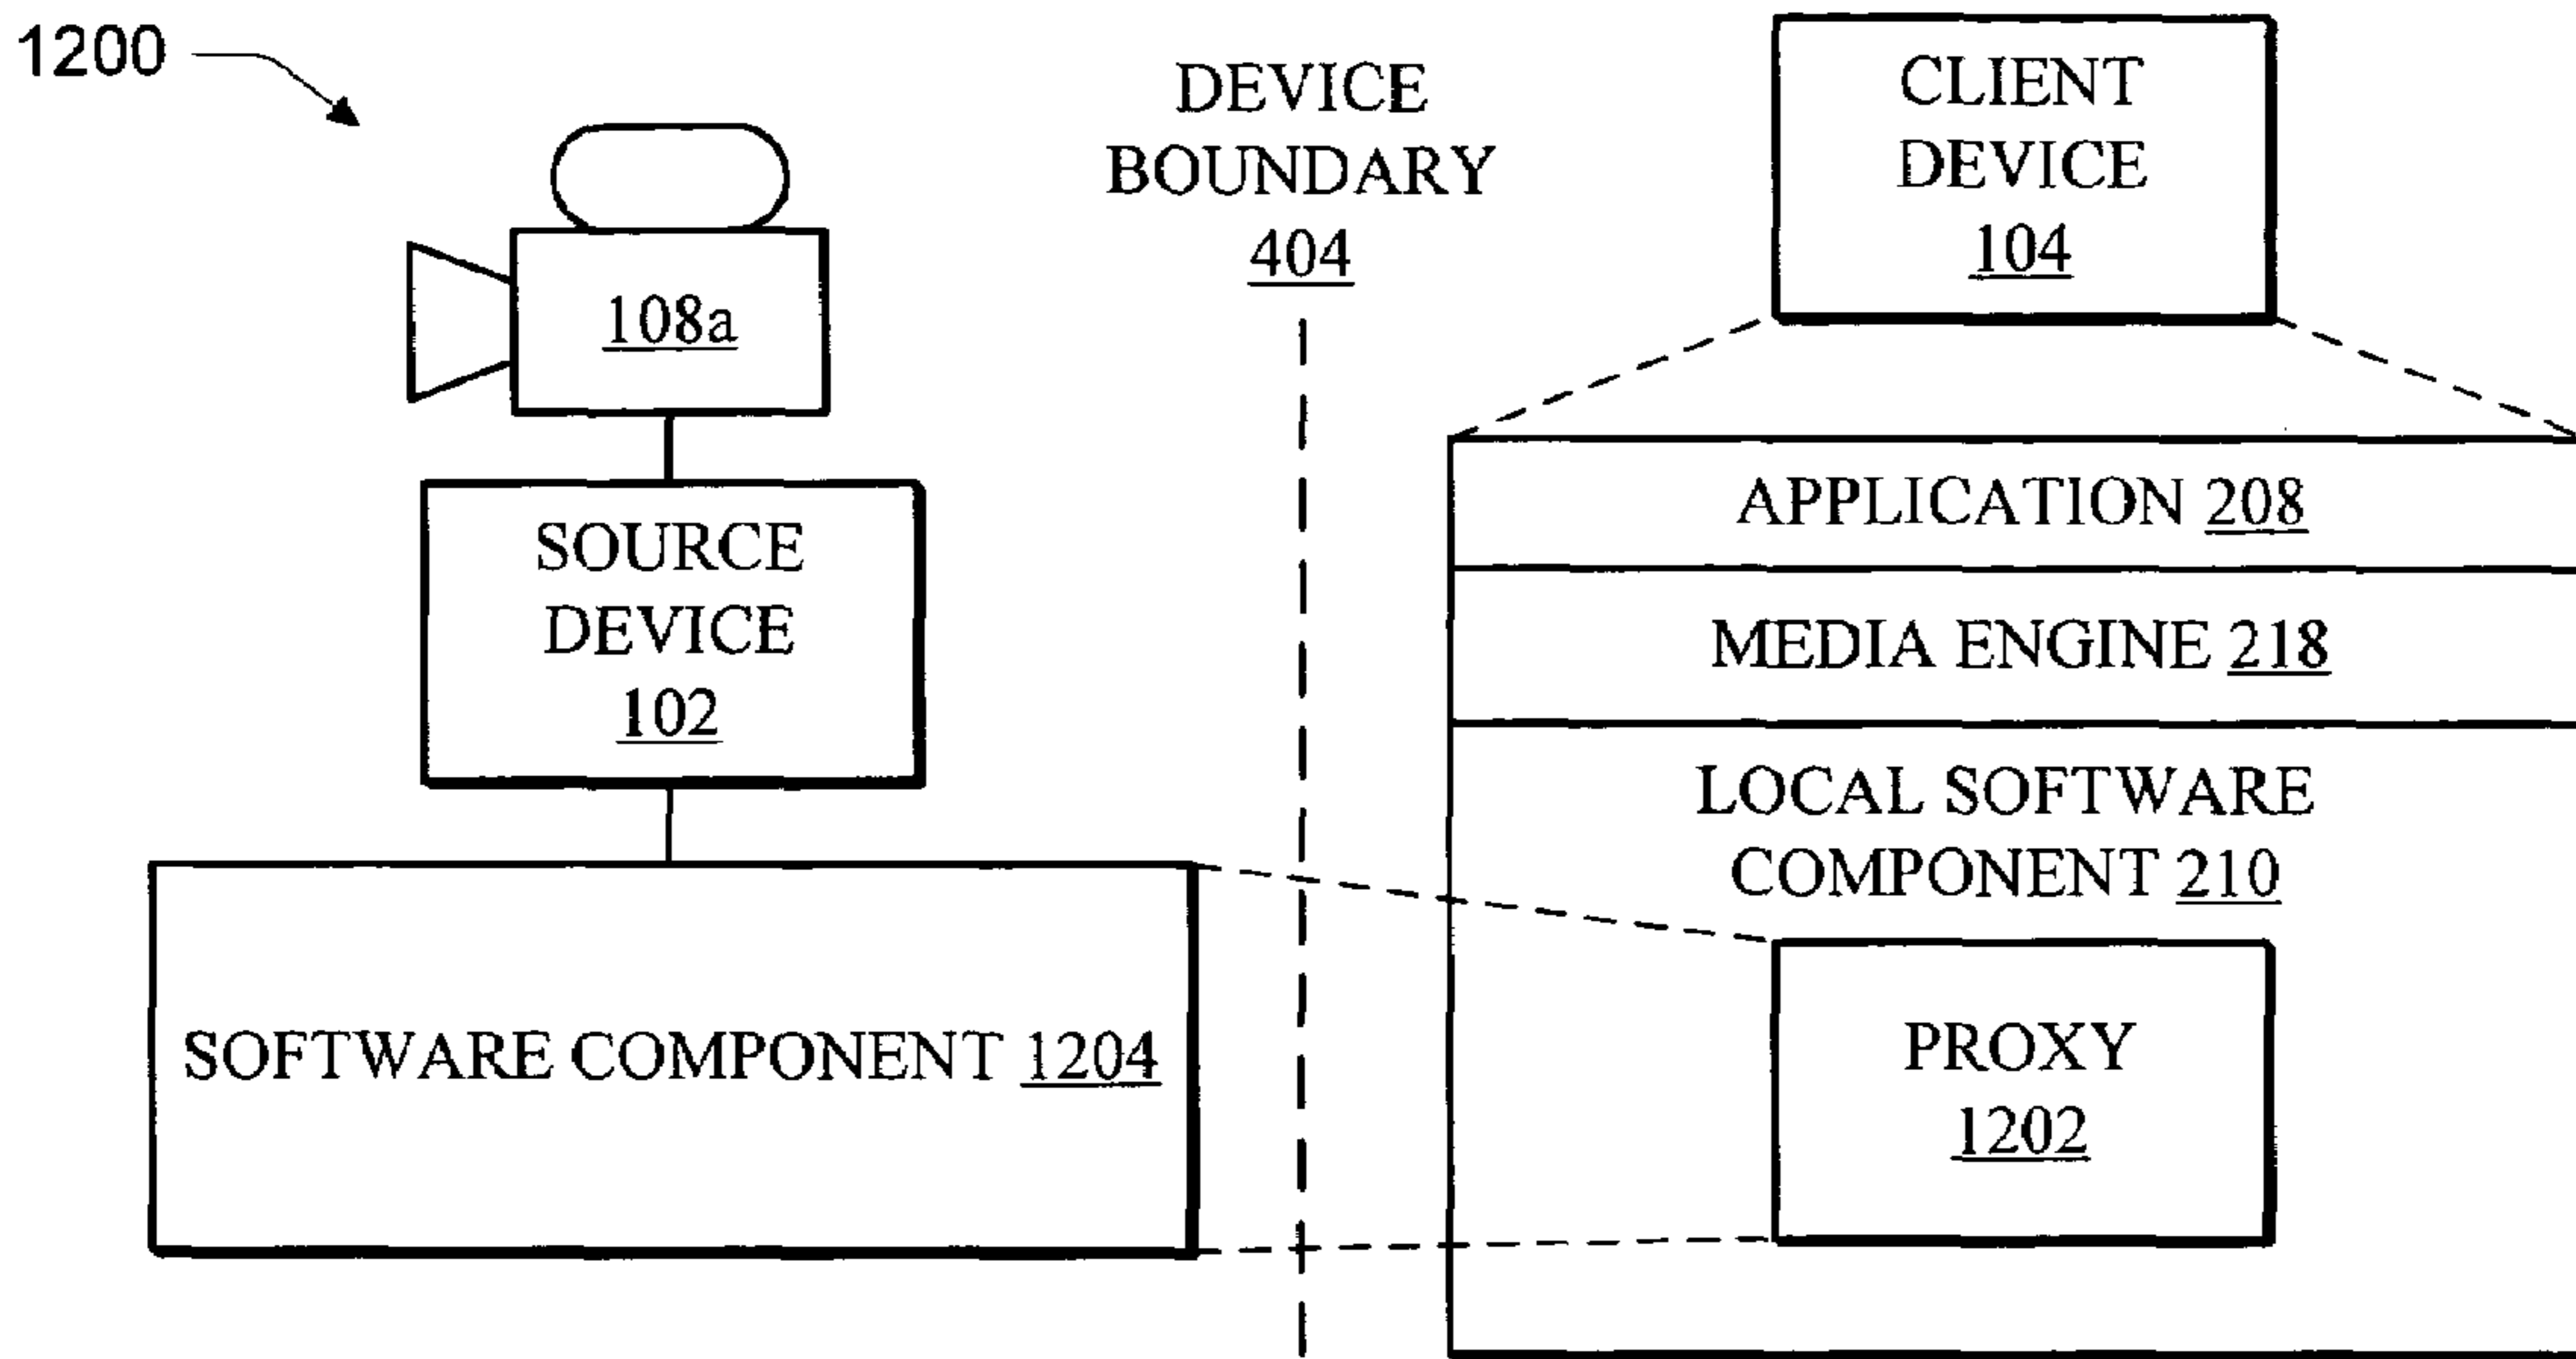 1200
108a
SOURCE
DEVICE
102
SOFTWARE COMPONENT 1204
DEVICE
BOUNDARY
404
CLIENT
DEVICE
104
APPLICATION 208
MEDIA ENGINE 218
LOCAL SOFTWARE
COMPONENT 210
PROXY
1202